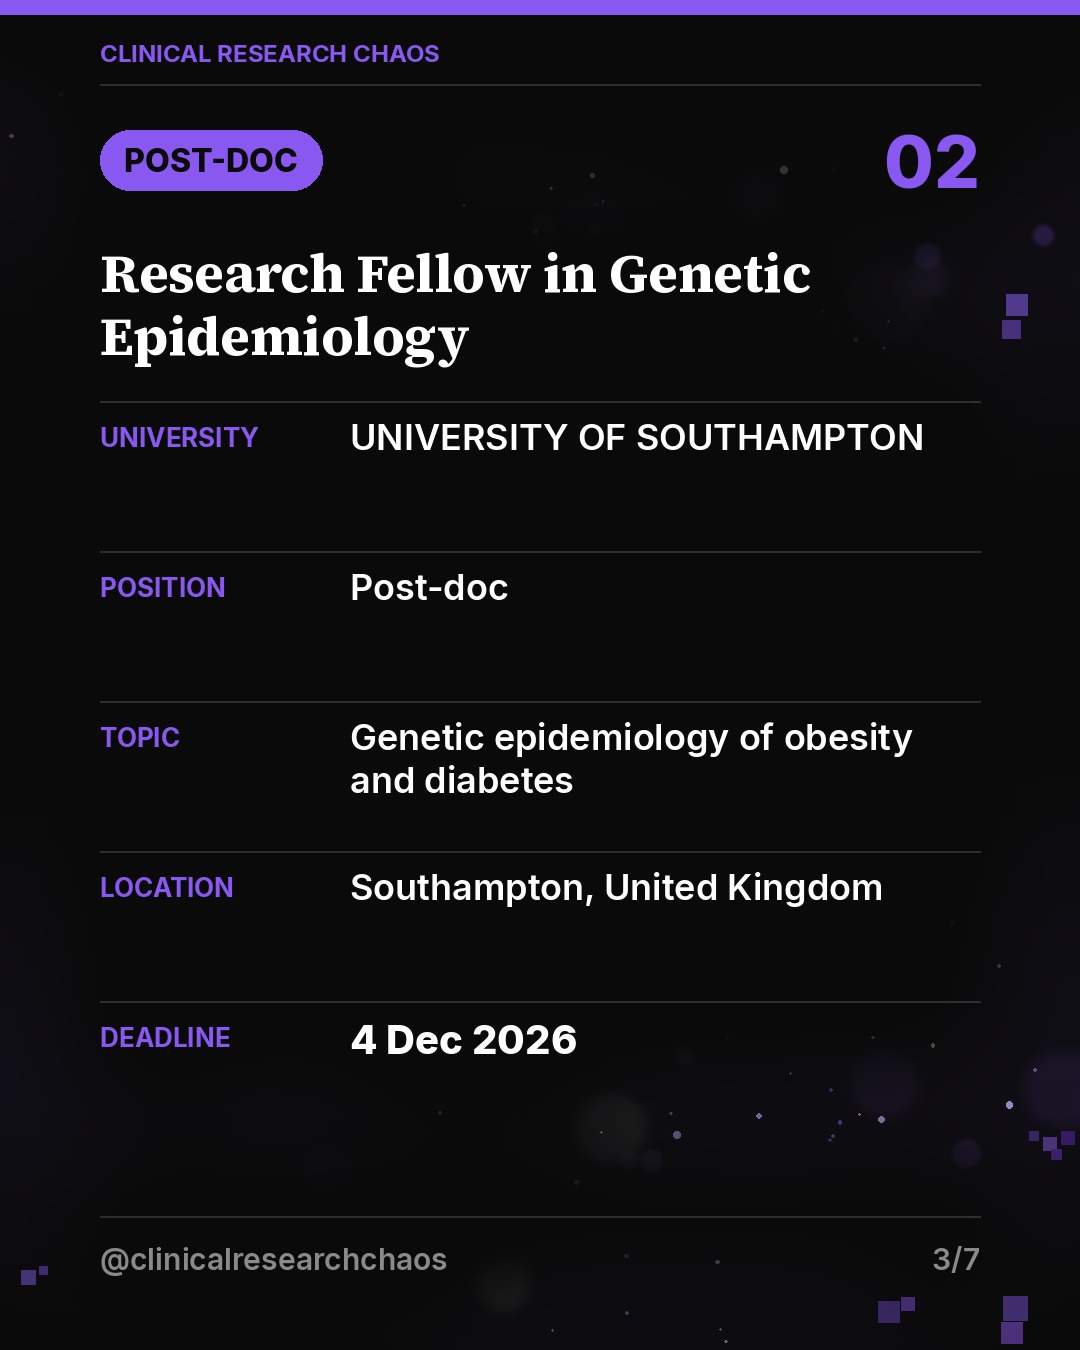 CLINICAL RESEARCH CHAOS
POST-DOC
02
Research Fellow in Genetic
Epidemiology
UNIVERSITY
UNIVERSITY OF SOUTHAMPTON
POSITION
Post-doc
TOPIC
Genetic epidemiology of obesity
and diabetes
LOCATION
Southampton, United Kingdom
DEADLINE
4 Dec 2026
@clinicalresearchchaos
3/7